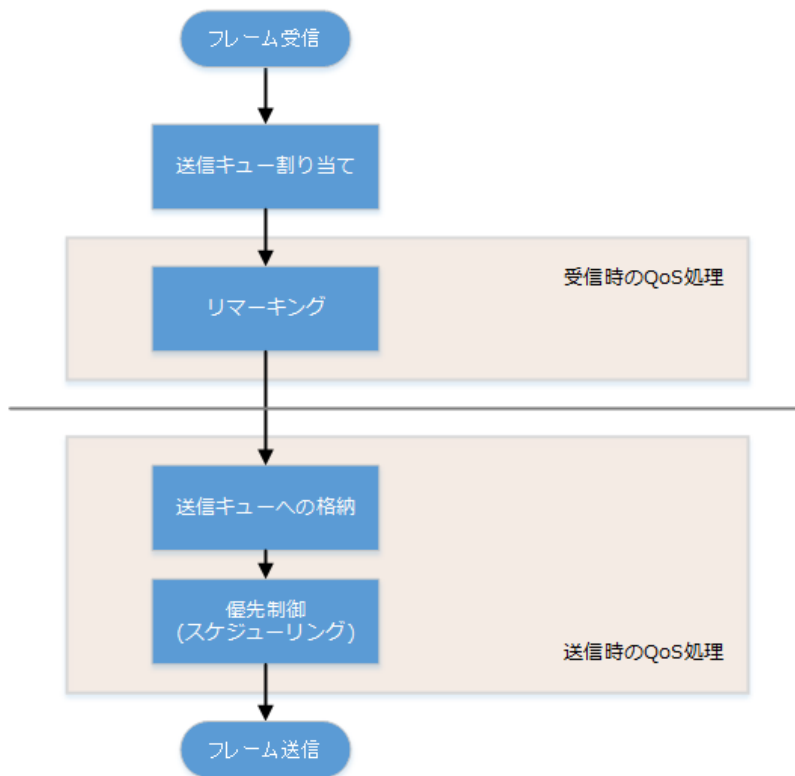 フレーム受信
送信キュー割り当て
受信時のQoS処理
リマーキング
送信キューへの格納
優先制御
(スケジューリング)
送信時のQoS処理
フレーム送信